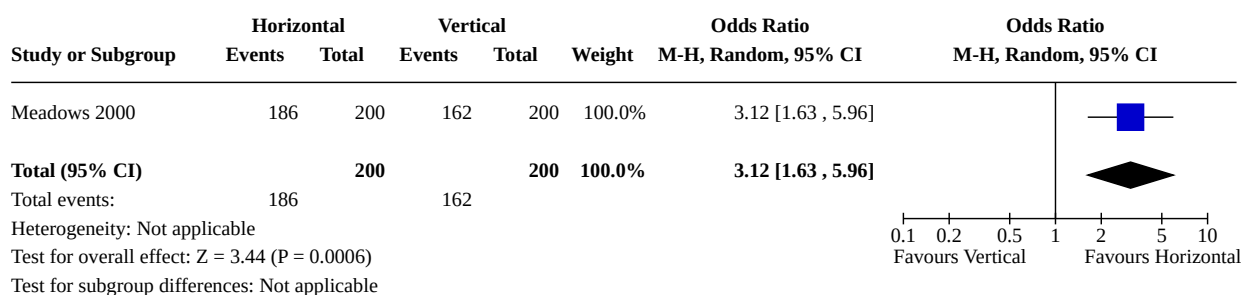 Horizontal Vertical Odds Ratio Odds Ratio
Study or Subgroup Events Total Events Total Weight M-H, Random, 95% CI M-H, Random, 95% CI
Meadows 2000 186 200 162 200 100.0% 3.12 [1.63 , 5.96]
Total (95% CI) 200 200 100.0% 3.12 [1.63 , 5.96]
Total events: 186 162
Heterogeneity: Not applicable
Test for overall effect: Z = 3.44 (P = 0.0006)
Test for subgroup differences: Not applicable
0.1 0.2 0.5 1 2 5 10
Favours Vertical Favours Horizontal